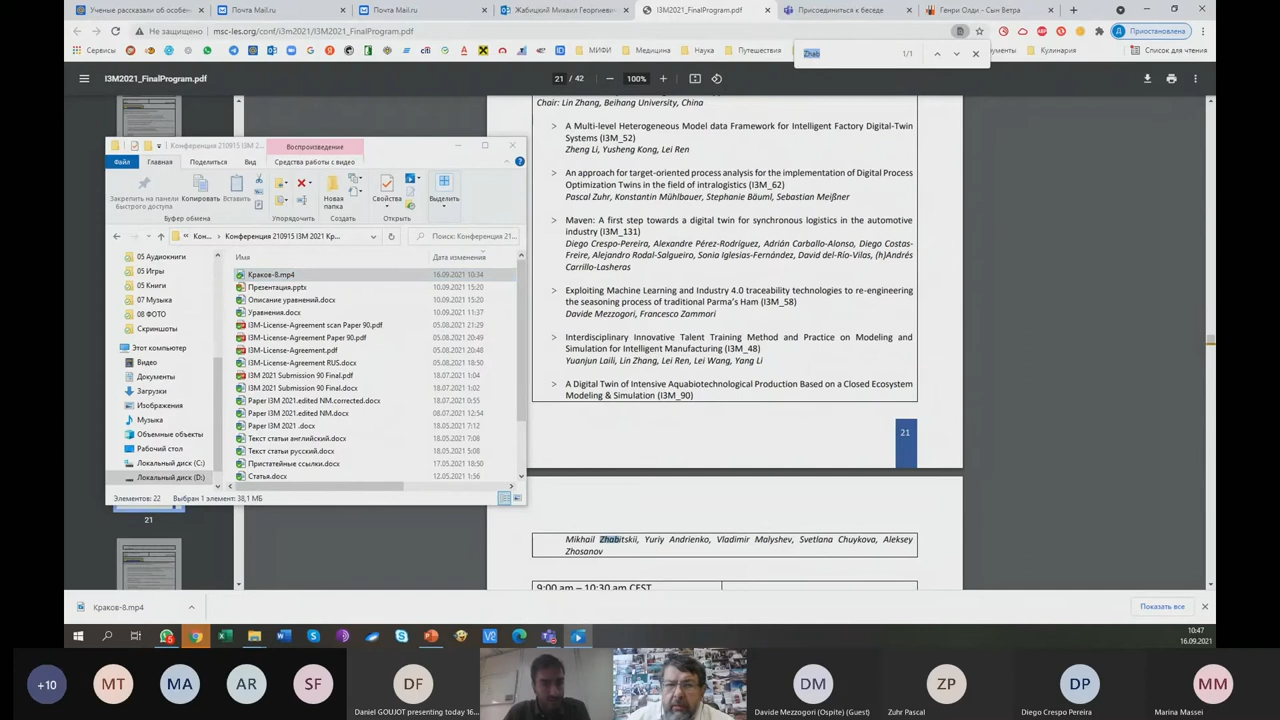 Ученые рассказали об особен
Почта Mail.ru
Почта Mail.ru
Жабицкий Михаил Георгиевич
I3M2021_FinalProgram.pdf
Присоединиться к беседе
Генри Олди - Сын Ветра
Не защищено
msc-les.org/conf/i3m2021/I3M2021_FinalProgram.pdf
Приостановлена
Сервисы
МИФИ
Медицина
Наука
Путешествия
Кулинария
Список для чтения
Zhab
1/1
I3M2021_FinalProgram.pdf
21 / 42
100%
Chair: Lin Zhang, Beihang University, China
> A Multi-level Heterogeneous Model data Framework for Intelligent Factory Digital-Twin
Systems (I3M_52)
Zheng Li, Yusheng Kong, Lei Ren
> An approach for target-oriented process analysis for the implementation of Digital Process
Optimization Twins in the field of intralogistics (I3M_62)
Pascal Zuhr, Konstantin Mühlbauer, Stephanie Bäuml, Sebastian Meißner
> Maven: A first step towards a digital twin for synchronous logistics in the automotive
industry (I3M_131)
Diego Crespo-Pereira, Alexandre Pérez-Rodríguez, Adrián Carballo-Alonso, Diego Costas-
Freire, Alejandro Rodal-Salgueiro, Sonia Iglesias-Fernández, David del-Río-Vilas, (h)Andrés
Carrillo-Lasheras
> Exploiting Machine Learning and Industry 4.0 traceability technologies to re-engineering
the seasoning process of traditional Parma's Ham (I3M_58)
Davide Mezzogori, Francesco Zammori
> Interdisciplinary Innovative Talent Training Method and Practice on Modeling and
Simulation for Intelligent Manufacturing (I3M_48)
Yuanjun Laili, Lin Zhang, Lei Ren, Lei Wang, Yang Li
> A Digital Twin of Intensive Aquabiotechnological Production Based on a Closed Ecosystem
Modeling & Simulation (I3M_90)
21
Mikhail Zhabitskii, Yuriy Andrienko, Vladimir Malyshev, Svetlana Chuykova, Aleksey
Zhosanov
9:00 am – 10:30 am CEST
Конференция 210915 I3M 2...
Воспроизведение
Файл
Главная
Поделиться
Вид
Средства работы с видео
Закрепить на панели
быстрого доступа
Копировать
Вставить
Новая
папка
Свойства
Выделить
Буфер обмена
Упорядочить
Создать
Открыть
Кон...
Конференция 210915 I3M 2021 Кр...
Поиск: Конференция 21...
Имя
Дата изменения
05 Аудиокниги
05 Игры
05 Книги
07 Музыка
08 ФОТО
Скриншоты
Этот компьютер
Видео
Документы
Загрузки
Изображения
Музыка
Объемные объекты
Рабочий стол
Локальный диск (C:)
Локальный диск (D:)
Краков-8.mp4 16.09.2021 10:34
Презентация.pptx 10.09.2021 15:20
Описание уравнений.docx 10.09.2021 15:20
Уравнения.docx 10.09.2021 11:37
I3M-License-Agreement scan Paper 90.pdf 05.08.2021 21:29
I3M-License-Agreement Paper 90.pdf 05.08.2021 20:49
I3M-License-Agreement.pdf 05.08.2021 20:48
I3M-License-Agreement RUS.docx 05.08.2021 18:50
I3M 2021 Submission 90 Final.pdf 18.07.2021 1:04
I3M 2021 Submission 90 Final.docx 18.07.2021 1:02
Paper I3M 2021.edited NM.corrected.docx 18.07.2021 0:55
Paper I3M 2021.edited NM.docx 08.07.2021 12:54
Paper I3M 2021 .docx 18.05.2021 7:12
Текст статьи английский.docx 18.05.2021 7:08
Текст статьи русский.docx 18.05.2021 5:08
Пристатейные ссылки.docx 17.05.2021 18:50
Статья.docx 12.05.2021 1:56
Элементов: 22
Выбран 1 элемент: 38,1 МБ
21
Краков-8.mp4
Показать все
10:47
16.09.2021
+10
MT
MA
AR
SF
DF
Daniel GOUJOT presenting today 16...
DM
Davide Mezzogori (Ospite) (Guest)
ZP
Zuhr Pascal
DP
Diego Crespo Pereira
MM
Marina Massei